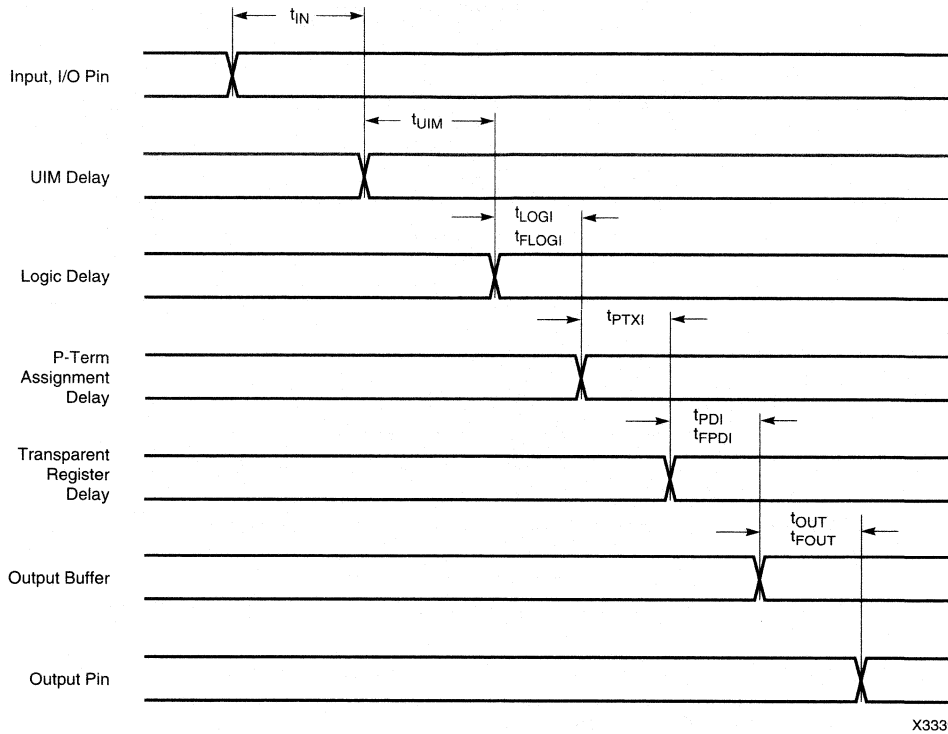 tIN
Input, I/O Pin
tUIM
UIM Delay
tLOGI
tFLOGI
Logic Delay
tPTXI
P-Term
Assignment
Delay
tPDI
tFPDI
Transparent
Register
Delay
tOUT
tFOUT
Output Buffer
Output Pin
X333